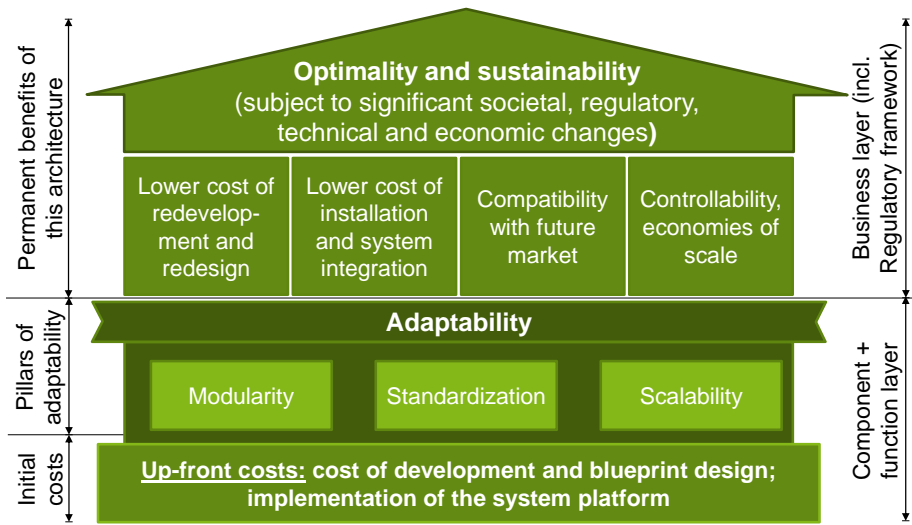 Optimality and sustainability
(subject to significant societal, regulatory,
technical and economic changes)
Lower cost of
redevelop-
ment and
redesign
Lower cost of
installation
and system
integration
Compatibility
with future
market
Controllability,
economies of
scale
Adaptability
Modularity
Standardization
Scalability
Up-front costs: cost of development and blueprint design;
implementation of the system platform
Permanent benefits of
this architecture
Pillars of
adaptability
Initial
costs
Business layer (incl.
Regulatory framework)
Component +
function layer